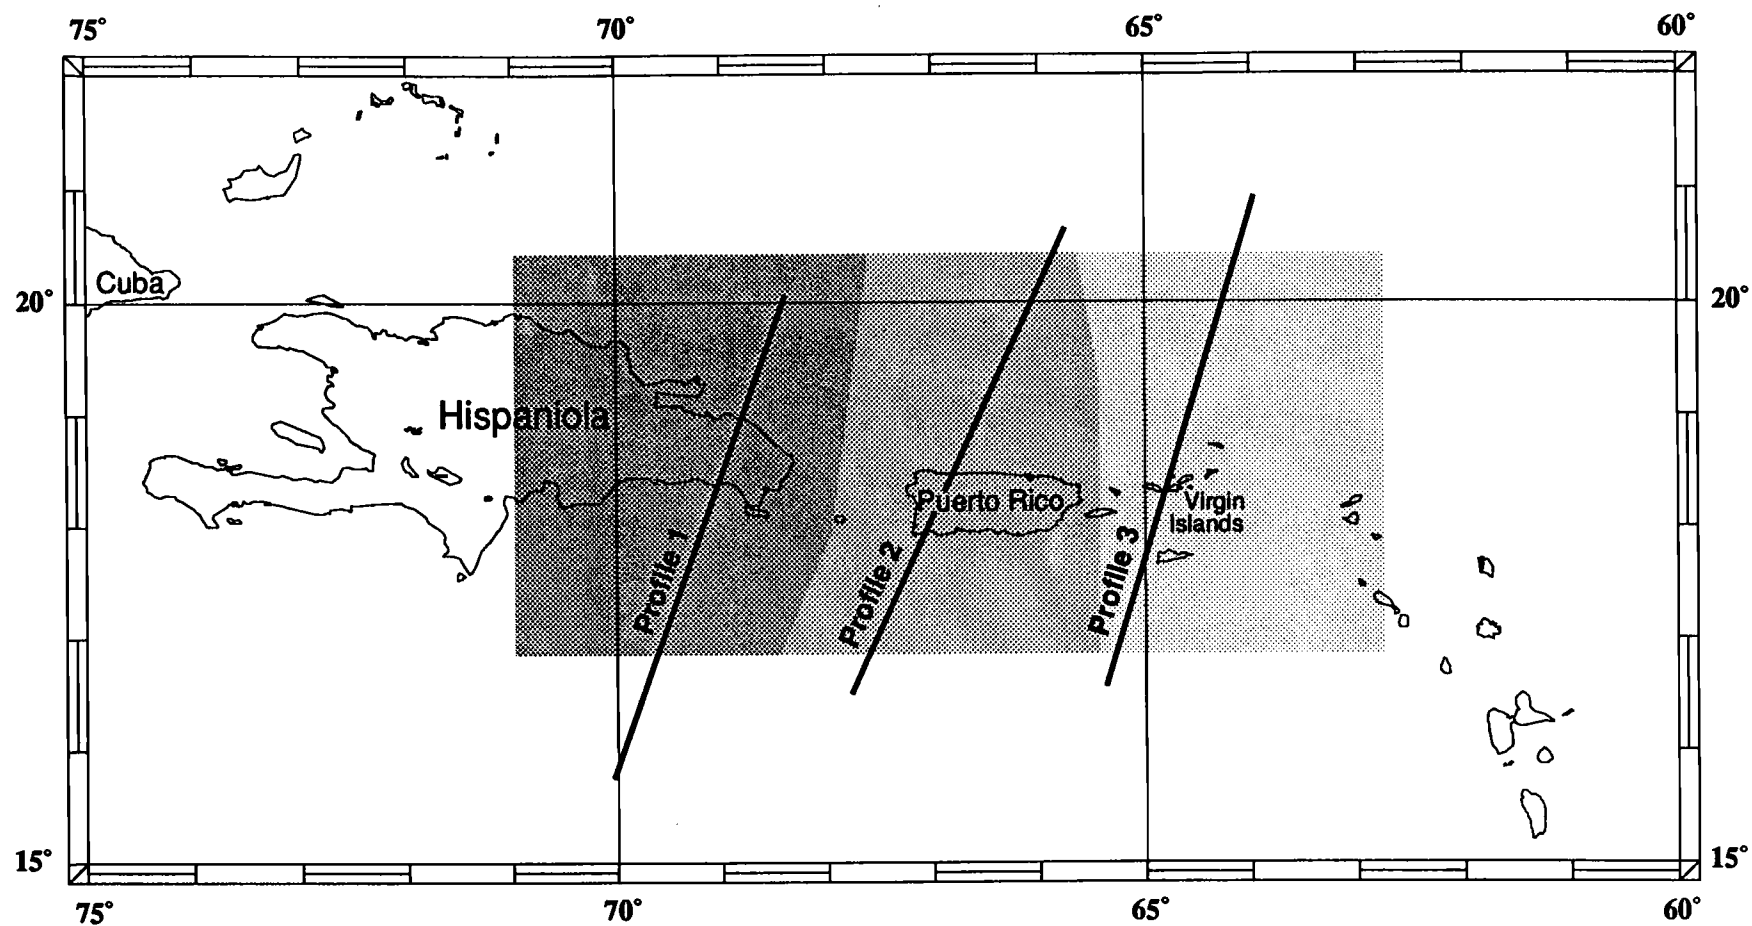 75° 70° 65° 60°
Cuba
20° 20°
Hispaniola
Puerto Rico
Virgin
Islands
Profile 1
Profile 2
Profile 3
15° 15°
75° 70° 65° 60°